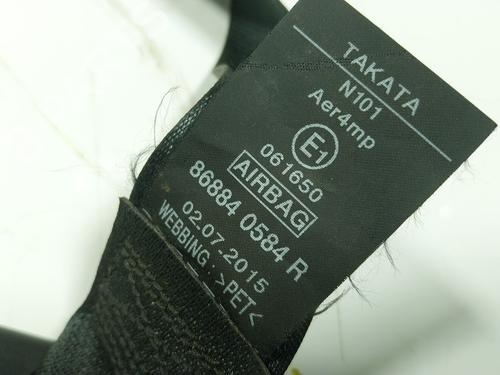 TAKATA
N101
Aer4mp
E1
061650
AIRBAG
86884 0584 R
02.07.2015
WEBBING:>PET<